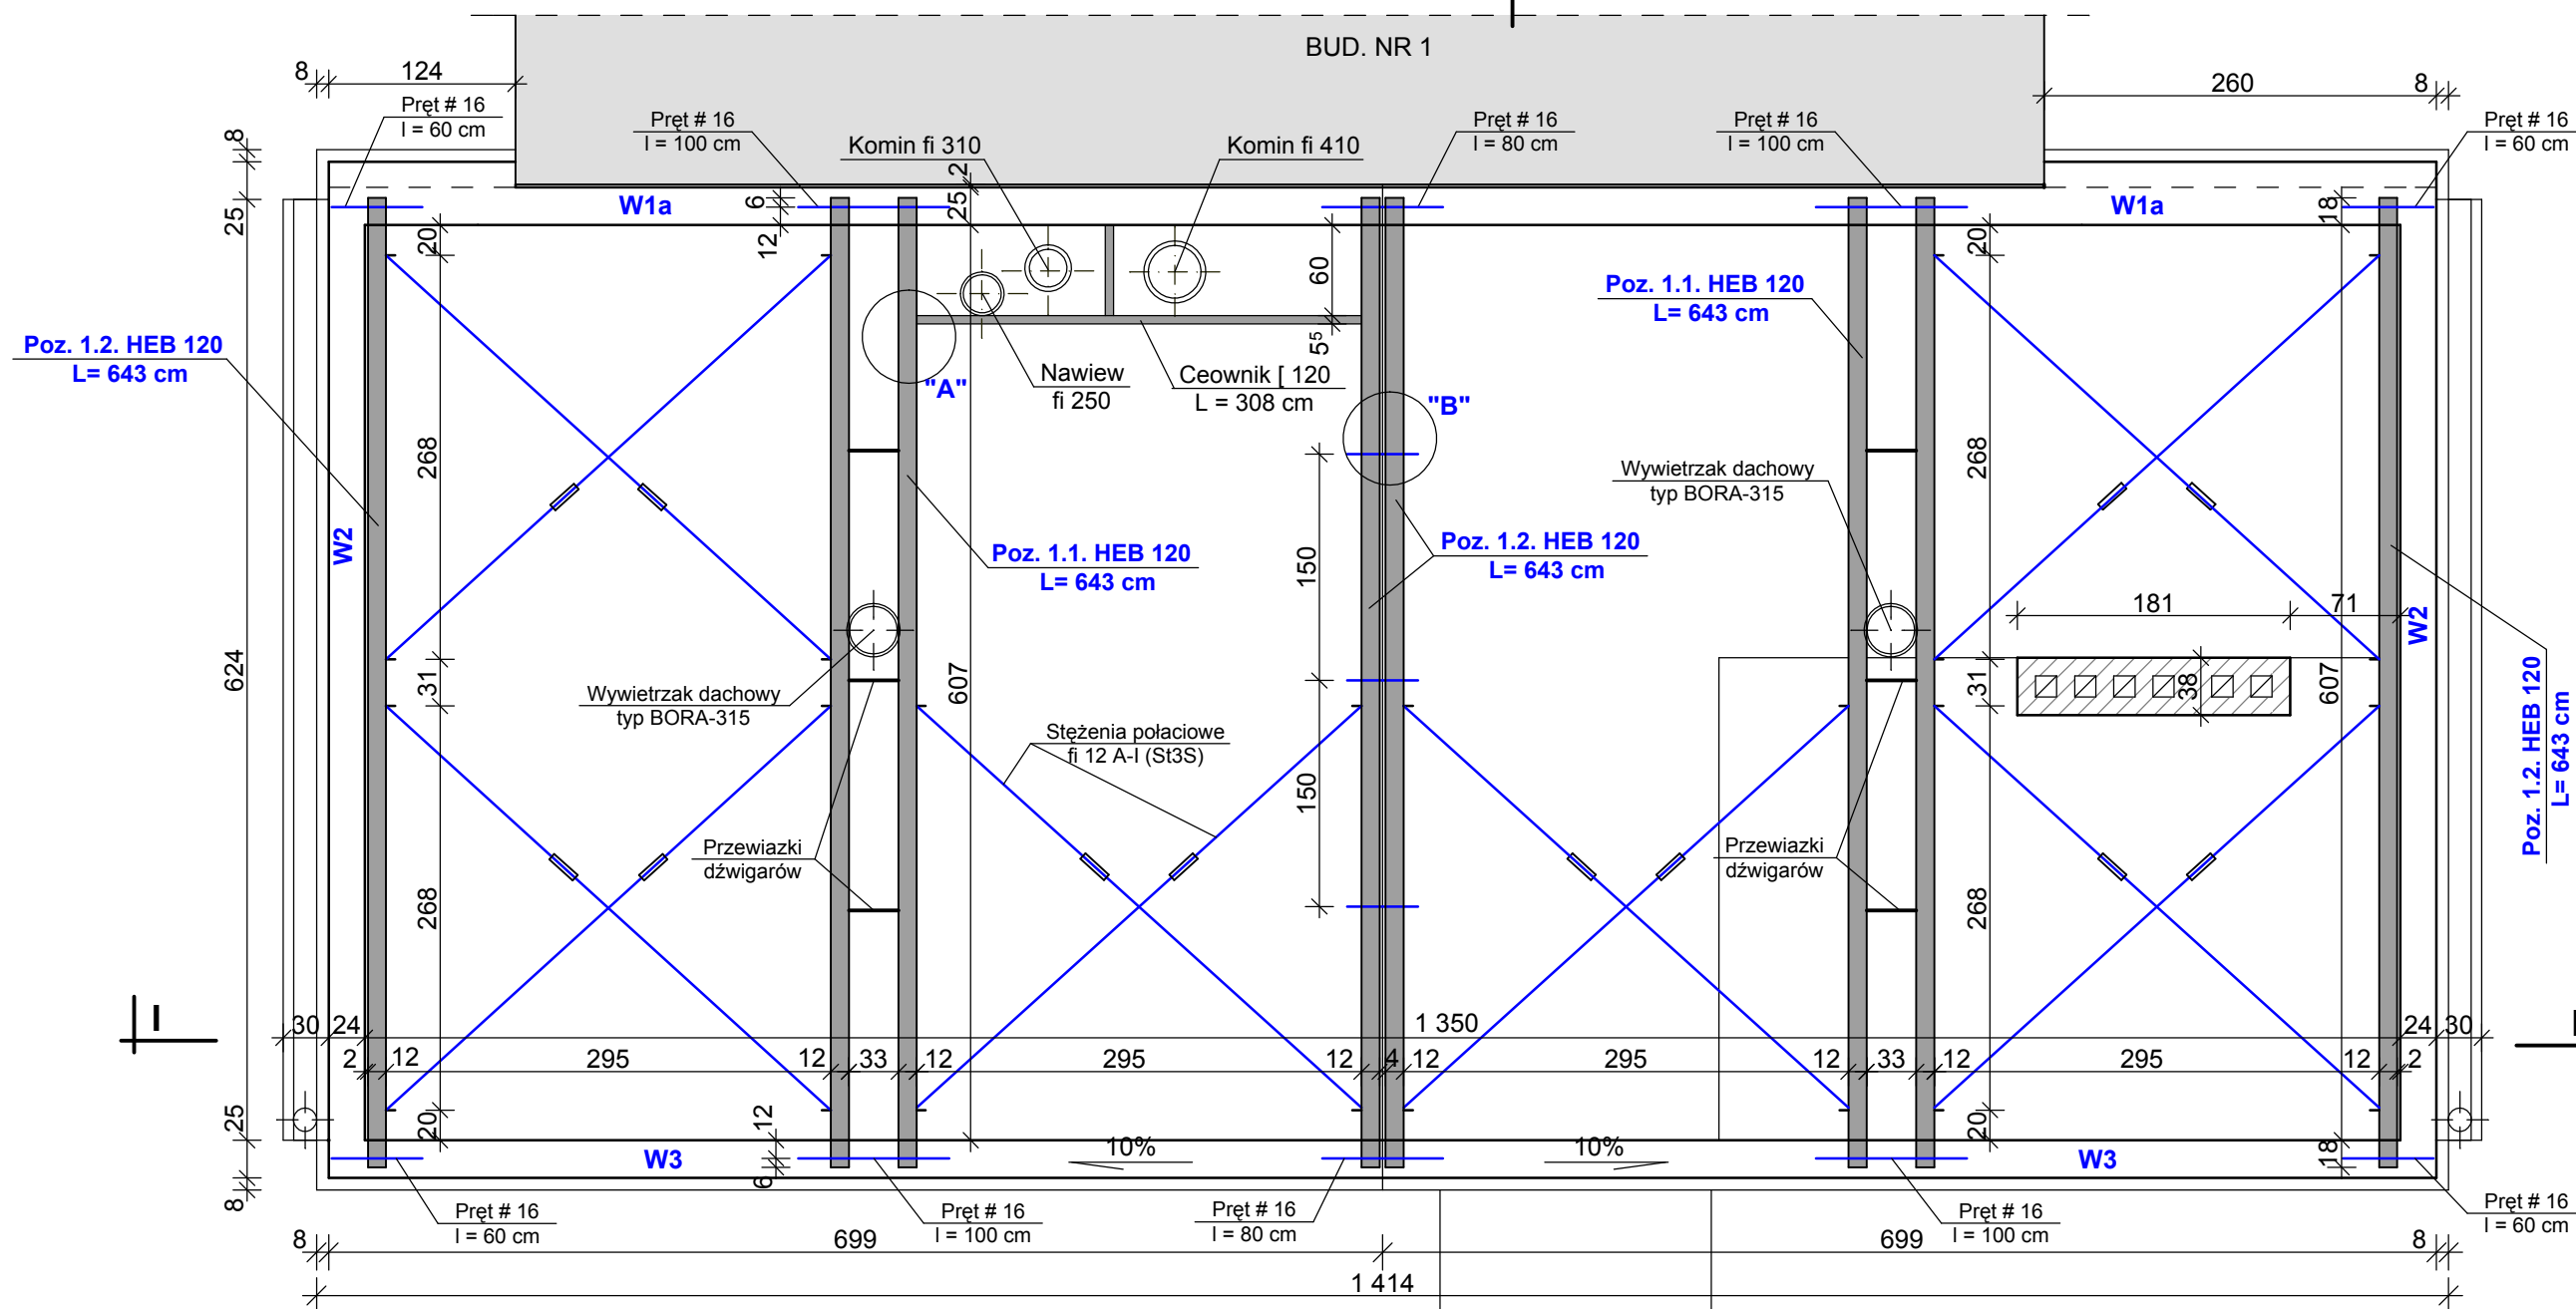 BUD. NR 1
8
124
260
8
Pręt # 16
l = 60 cm
Pręt # 16
l = 100 cm
Komin fi 310
Komin fi 410
Pręt # 16
l = 80 cm
Pręt # 16
l = 100 cm
Pręt # 16
l = 60 cm
8
25
2
25
6
12
W1a
W1a
18
20
20
60
5⁵
Poz. 1.1. HEB 120
L= 643 cm
Poz. 1.2. HEB 120
L= 643 cm
"A"
Nawiew
fi 250
Ceownik [ 120
L = 308 cm
"B"
268
268
Wywietrzak dachowy
typ BORA-315
W2
Poz. 1.1. HEB 120
L= 643 cm
150
Poz. 1.2. HEB 120
L= 643 cm
181
71
W2
624
31
607
31
38
607
Wywietrzak dachowy
typ BORA-315
Stężenia połaciowe
fi 12 A-I (St3S)
150
Poz. 1.2. HEB 120
L= 643 cm
Przewiazki
dźwigarów
Przewiazki
dźwigarów
268
268
I
30
24
1 350
24
30
2
12
295
12
33
12
295
12
4
12
295
12
33
12
295
12
2
25
20
12
20
18
10%
10%
W3
W3
6
8
Pręt # 16
l = 60 cm
Pręt # 16
l = 100 cm
Pręt # 16
l = 80 cm
Pręt # 16
l = 100 cm
Pręt # 16
l = 60 cm
8
699
699
8
1 414